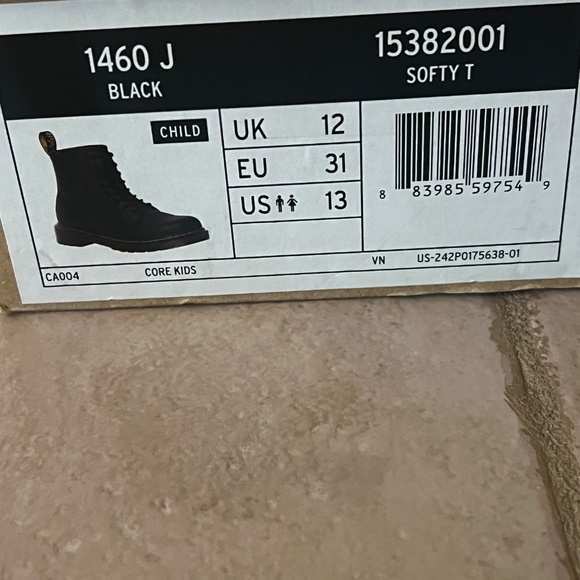 1460 J
BLACK
15382001
SOFTY T
CHILD
UK 12
EU 31
US 13
8 83985 59754 9
CA004 CORE KIDS VN US-242P0175638-01